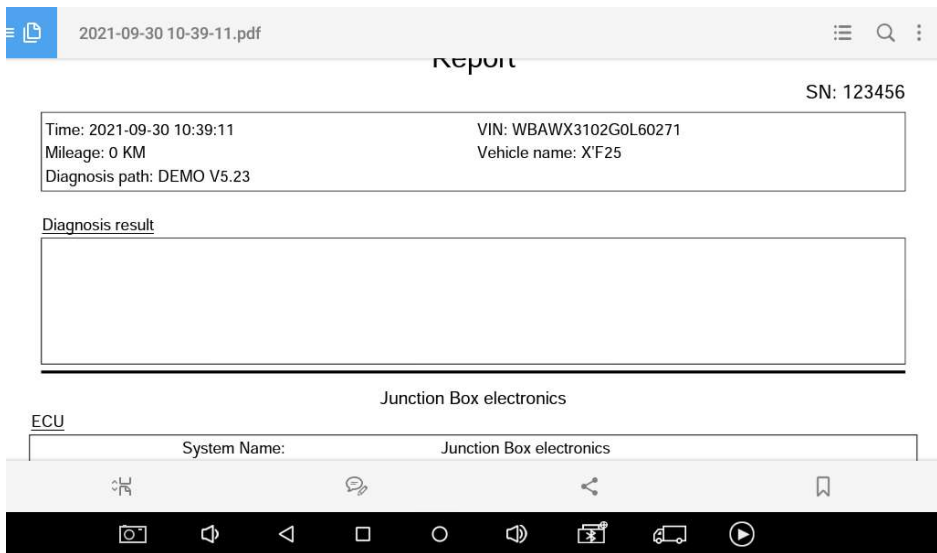 2021-09-30 10-39-11.pdf
Report
SN: 123456
Time: 2021-09-30 10:39:11
VIN: WBAWX3102G0L60271
Mileage: 0 KM
Vehicle name: X'F25
Diagnosis path: DEMO V5.23
Diagnosis result
Junction Box electronics
ECU
System Name: Junction Box electronics